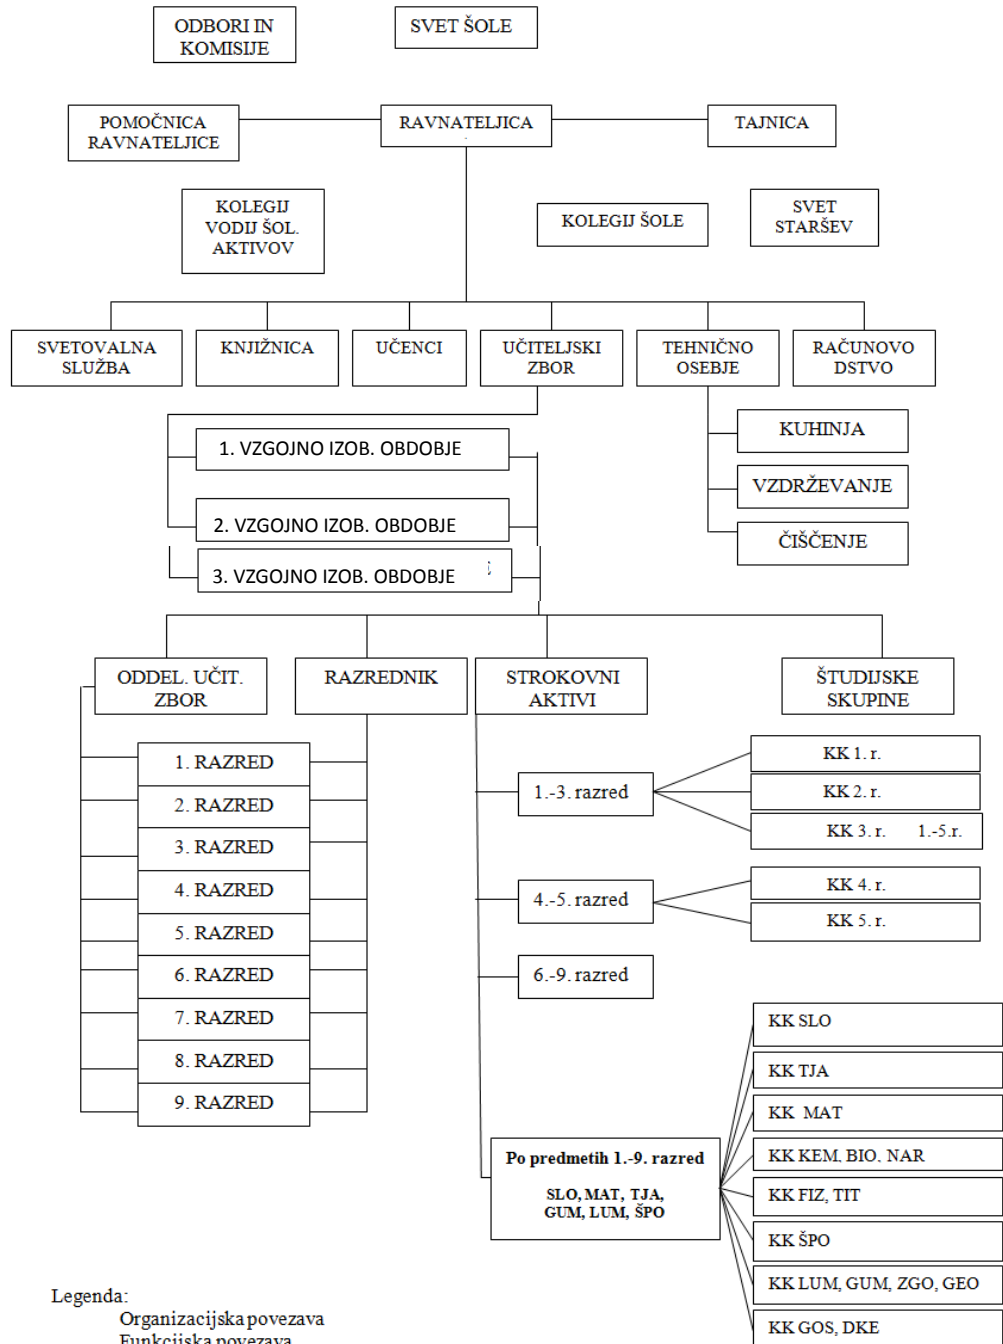 ODBORI IN
KOMISIJE
SVET ŠOLE
POMOČNICA
RAVNATELJICE
RAVNATELJICA
TAJNICA
KOLEGIJ
VODIJ ŠOL.
AKTIVOV
KOLEGIJ ŠOLE
SVET
STARŠEV
SVETOVALNA
SLUŽBA
KNJIŽNICA
UČENCI
UČITELJSKI
ZBOR
TEHNIČNO
OSEBJE
RAČUNOVO
DSTVO
1. VZGOJNO IZOB. OBDOBJE
2. VZGOJNO IZOB. OBDOBJE
3. VZGOJNO IZOB. OBDOBJE
KUHINJA
VZDRŽEVANJE
ČIŠČENJE
ODDEL. UČIT.
ZBOR
RAZREDNIK
STROKOVNI
AKTIVI
ŠTUDIJSKE
SKUPINE
1. RAZRED
2. RAZRED
3. RAZRED
4. RAZRED
5. RAZRED
6. RAZRED
7. RAZRED
8. RAZRED
9. RAZRED
1.-3. razred
4.-5. razred
6.-9. razred
Po predmetih 1.-9. razred
SLO, MAT, TJA,
GUM, LUM, ŠPO
KK 1. r.
KK 2. r.
KK 3. r. 1.-5.r.
KK 4. r.
KK 5. r.
KK SLO
KK TJA
KK MAT
KK KEM, BIO, NAR
KK FIZ, TIT
KK ŠPO
KK LUM, GUM, ZGO, GEO
KK GOS, DKE
Legenda:
Organizacijska povezava
Funkcijska povezava